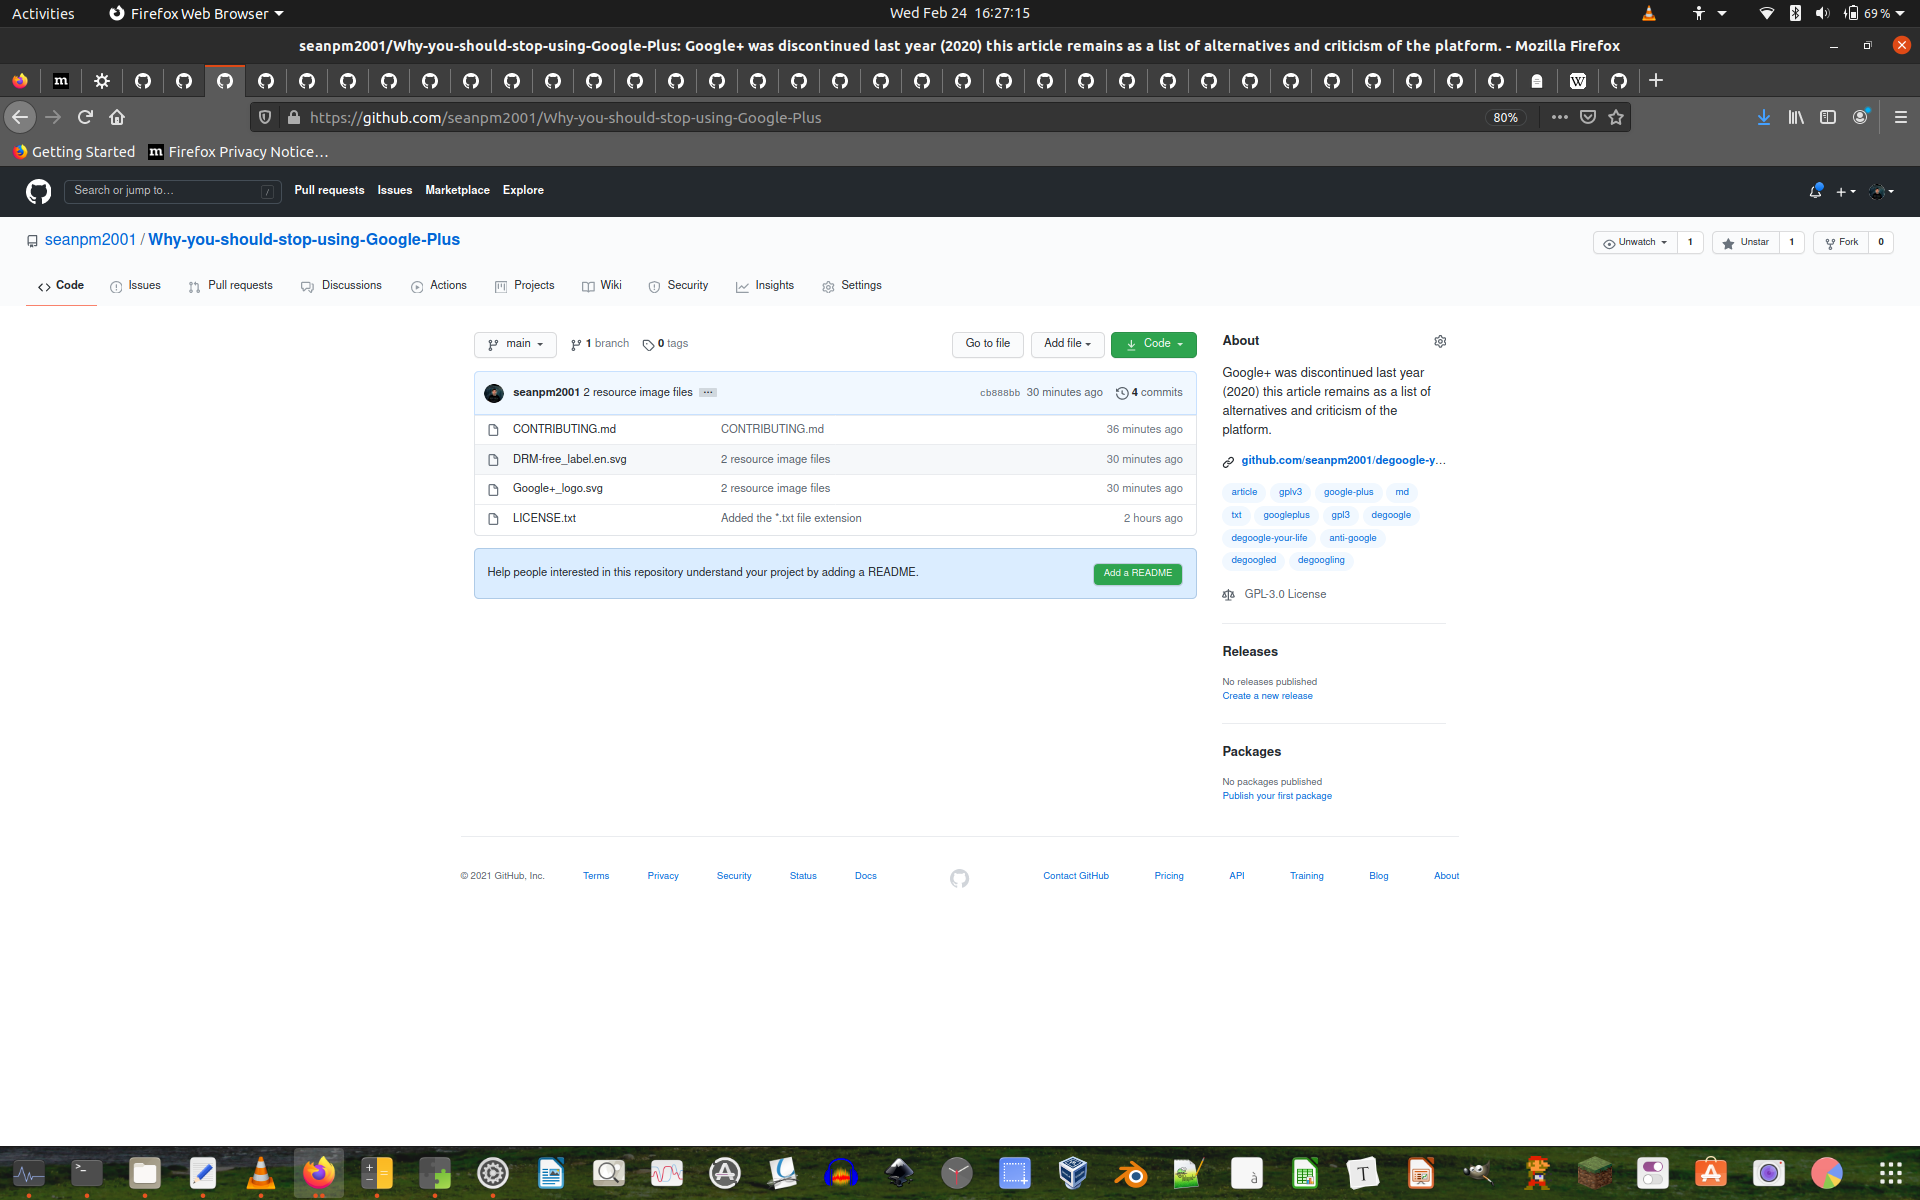 Activities Firefox Web Browser Wed Feb 24 16:27:15 69 %
seanpm2001/Why-you-should-stop-using-Google-Plus: Google+ was discontinued last year (2020) this article remains as a list of alternatives and criticism of the platform. - Mozilla Firefox
https://github.com/seanpm2001/Why-you-should-stop-using-Google-Plus 80%
Getting Started Firefox Privacy Notice…
Search or jump to… / Pull requests Issues Marketplace Explore
seanpm2001 / Why-you-should-stop-using-Google-Plus Unwatch 1 Unstar 1 Fork 0
Code Issues Pull requests Discussions Actions Projects Wiki Security Insights Settings
main 1 branch 0 tags Go to file Add file Code
seanpm2001 2 resource image files ... cb888bb 30 minutes ago 4 commits
CONTRIBUTING.md CONTRIBUTING.md 36 minutes ago
DRM-free_label.en.svg 2 resource image files 30 minutes ago
Google+_logo.svg 2 resource image files 30 minutes ago
LICENSE.txt Added the *.txt file extension 2 hours ago
Help people interested in this repository understand your project by adding a README. Add a README
About
Google+ was discontinued last year
(2020) this article remains as a list of
alternatives and criticism of the
platform.
github.com/seanpm2001/degoogle-y…
article gplv3 google-plus md
txt googleplus gpl3 degoogle
degoogle-your-life anti-google
degoogled degoogling
GPL-3.0 License
Releases
No releases published
Create a new release
Packages
No packages published
Publish your first package
© 2021 GitHub, Inc. Terms Privacy Security Status Docs Contact GitHub Pricing API Training Blog About